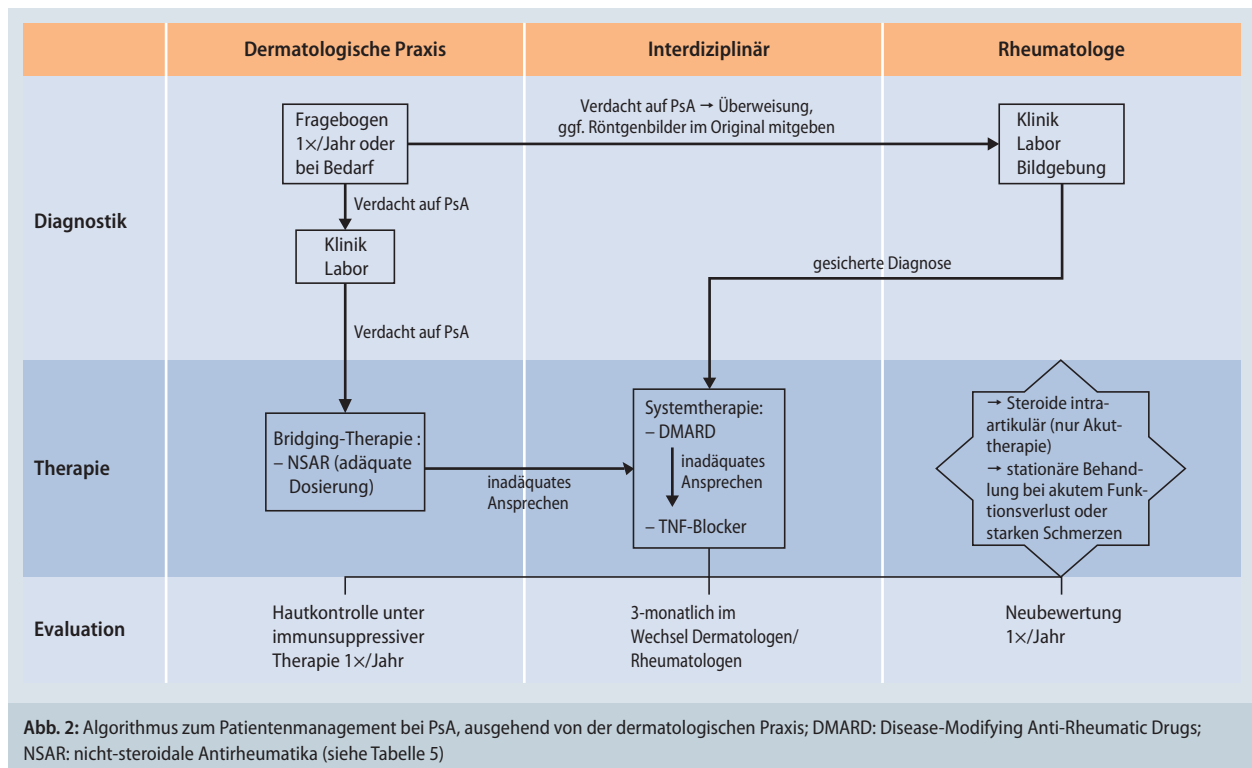 Dermatologische Praxis
Interdiziplinär
Rheumatologe
Diagnostik
Fragebogen
1×/Jahr oder
bei Bedarf
Verdacht auf PsA → Überweisung,
ggf. Röntgenbilder im Original mitgeben
Klinik
Labor
Bildgebung
Verdacht auf PsA
Klinik
Labor
gesicherte Diagnose
Verdacht auf PsA
Therapie
Bridging-Therapie :
– NSAR (adäquate
Dosierung)
inadäquates
Ansprechen
Systemtherapie:
– DMARD
inadäquates
Ansprechen
– TNF-Blocker
→ Steroide intra-
artikulär (nur Akut-
therapie)
→ stationäre Behand-
lung bei akutem Funk-
tionsverlust oder
starken Schmerzen
Evaluation
Hautkontrolle unter
immunsuppressiver
Therapie 1×/Jahr
3-monatlich im
Wechsel Dermatologen/
Rheumatologen
Neubewertung
1×/Jahr
Abb. 2: Algorithmus zum Patientenmanagement bei PsA, ausgehend von der dermatologischen Praxis; DMARD: Disease-Modifying Anti-Rheumatic Drugs;
NSAR: nicht-steroidale Antirheumatika (siehe Tabelle 5)